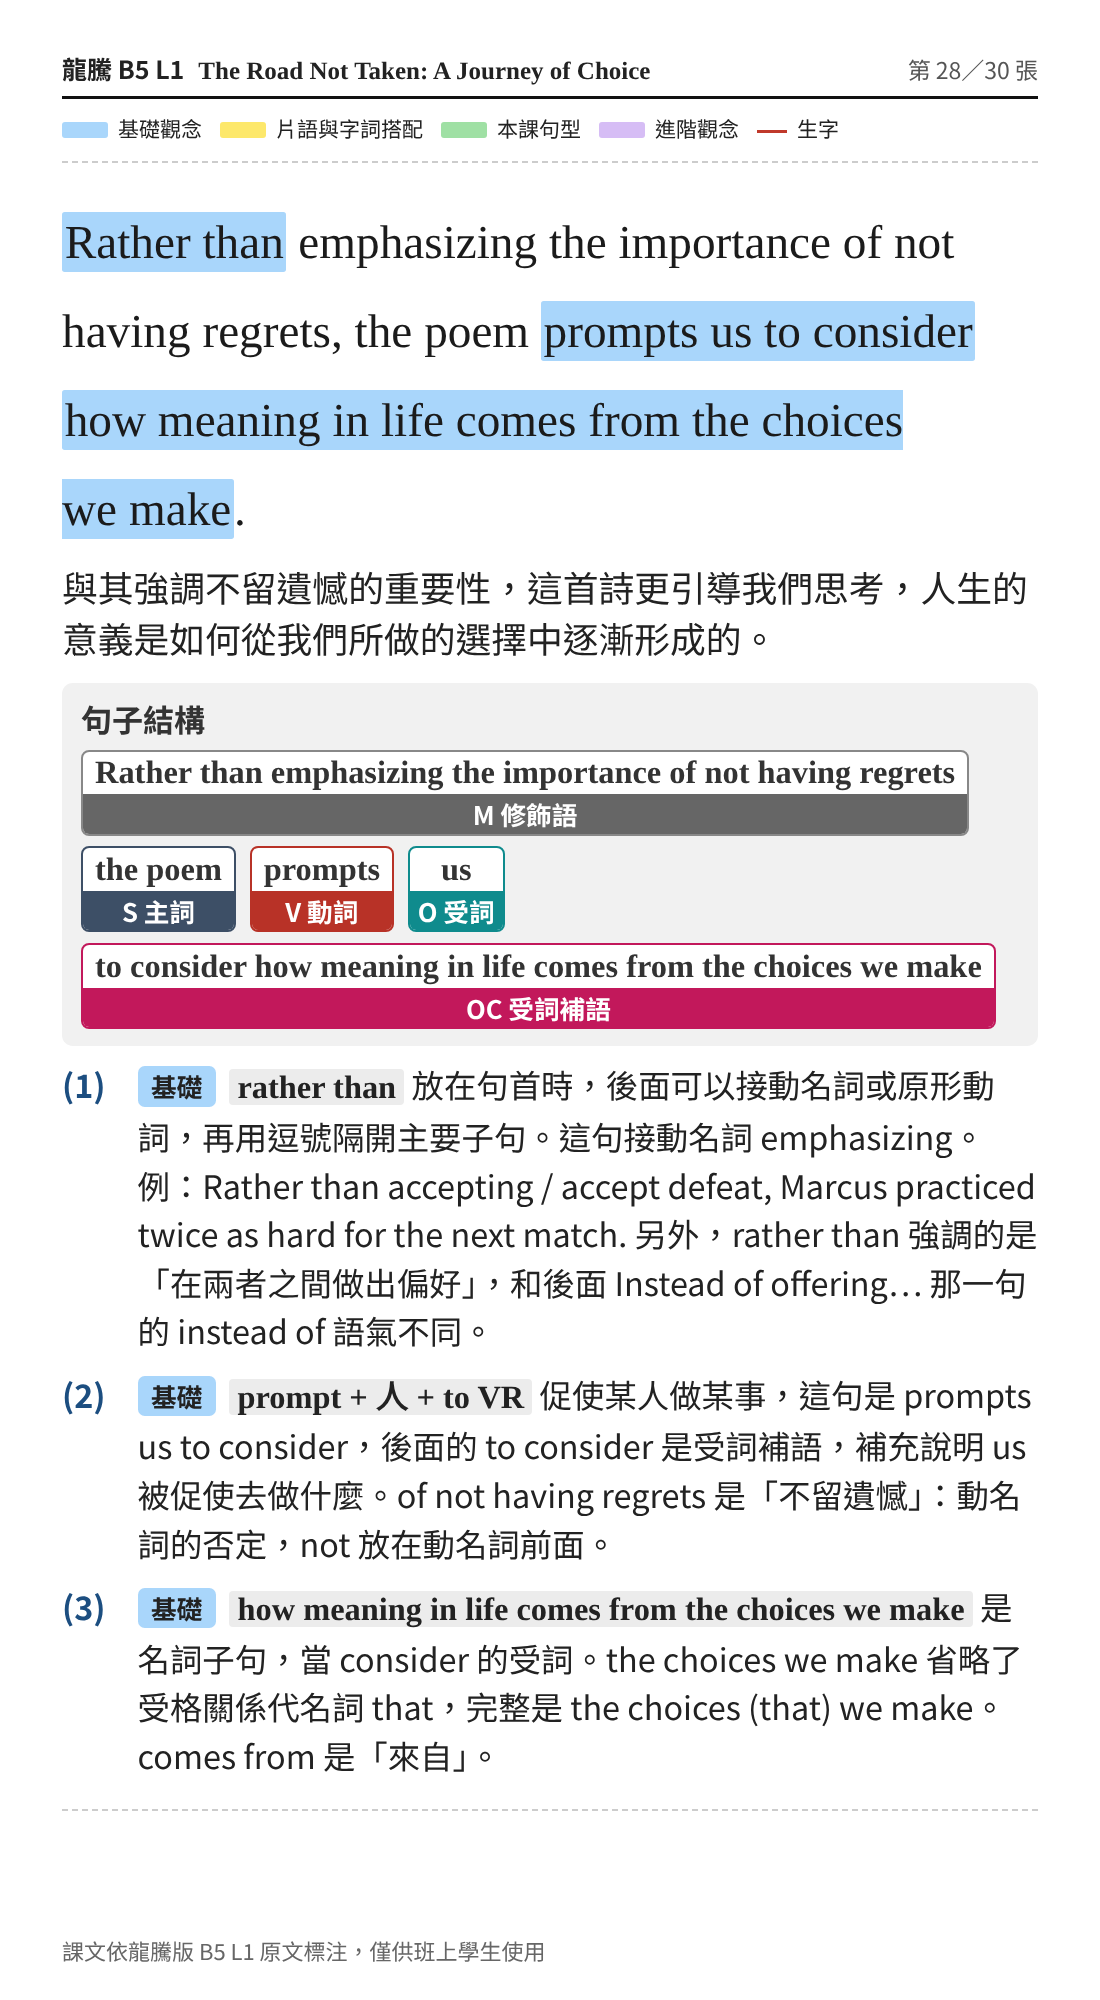 龍騰 B5 L1 The Road Not Taken: A Journey of Choice 第 28／30 張
基礎觀念 片語與字詞搭配 本課句型 進階觀念 生字
Rather than emphasizing the importance of not
having regrets, the poem prompts us to consider
how meaning in life comes from the choices
we make.
與其強調不留遺憾的重要性，這首詩更引導我們思考，人生的
意義是如何從我們所做的選擇中逐漸形成的。
句子結構
Rather than emphasizing the importance of not having regrets
M 修飾語
the poem prompts us
S 主詞 V 動詞 O 受詞
to consider how meaning in life comes from the choices we make
OC 受詞補語
(1) 基礎 rather than 放在句首時，後面可以接動名詞或原形動
詞，再用逗號隔開主要子句。這句接動名詞 emphasizing。
例：Rather than accepting / accept defeat, Marcus practiced
twice as hard for the next match. 另外，rather than 強調的是
「在兩者之間做出偏好」，和後面 Instead of offering… 那一句
的 instead of 語氣不同。
(2) 基礎 prompt + 人 + to VR 促使某人做某事，這句是 prompts
us to consider，後面的 to consider 是受詞補語，補充說明 us
被促使去做什麼。of not having regrets 是「不留遺憾」：動名
詞的否定，not 放在動名詞前面。
(3) 基礎 how meaning in life comes from the choices we make 是
名詞子句，當 consider 的受詞。the choices we make 省略了
受格關係代名詞 that，完整是 the choices (that) we make。
comes from 是「來自」。
課文依龍騰版 B5 L1 原文標注，僅供班上學生使用